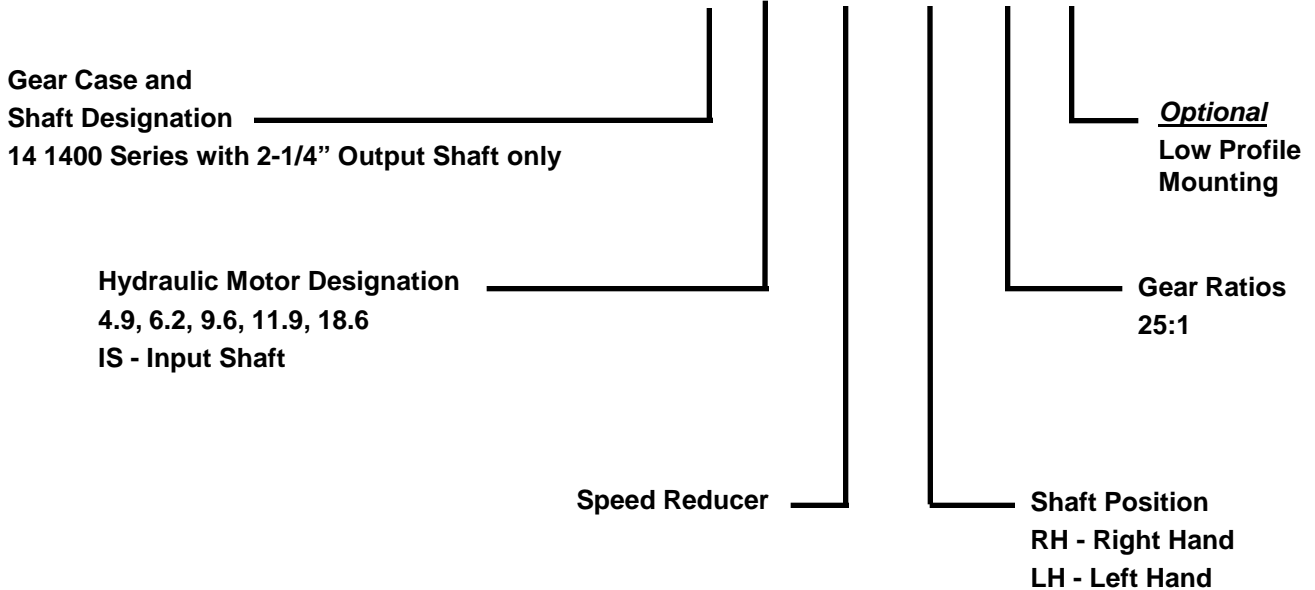 Gear Case and
Shaft Designation
14 1400 Series with 2-1/4” Output Shaft only
Optional
Low Profile
Mounting
Hydraulic Motor Designation
4.9, 6.2, 9.6, 11.9, 18.6
IS - Input Shaft
Gear Ratios
25:1
Speed Reducer
Shaft Position
RH - Right Hand
LH - Left Hand